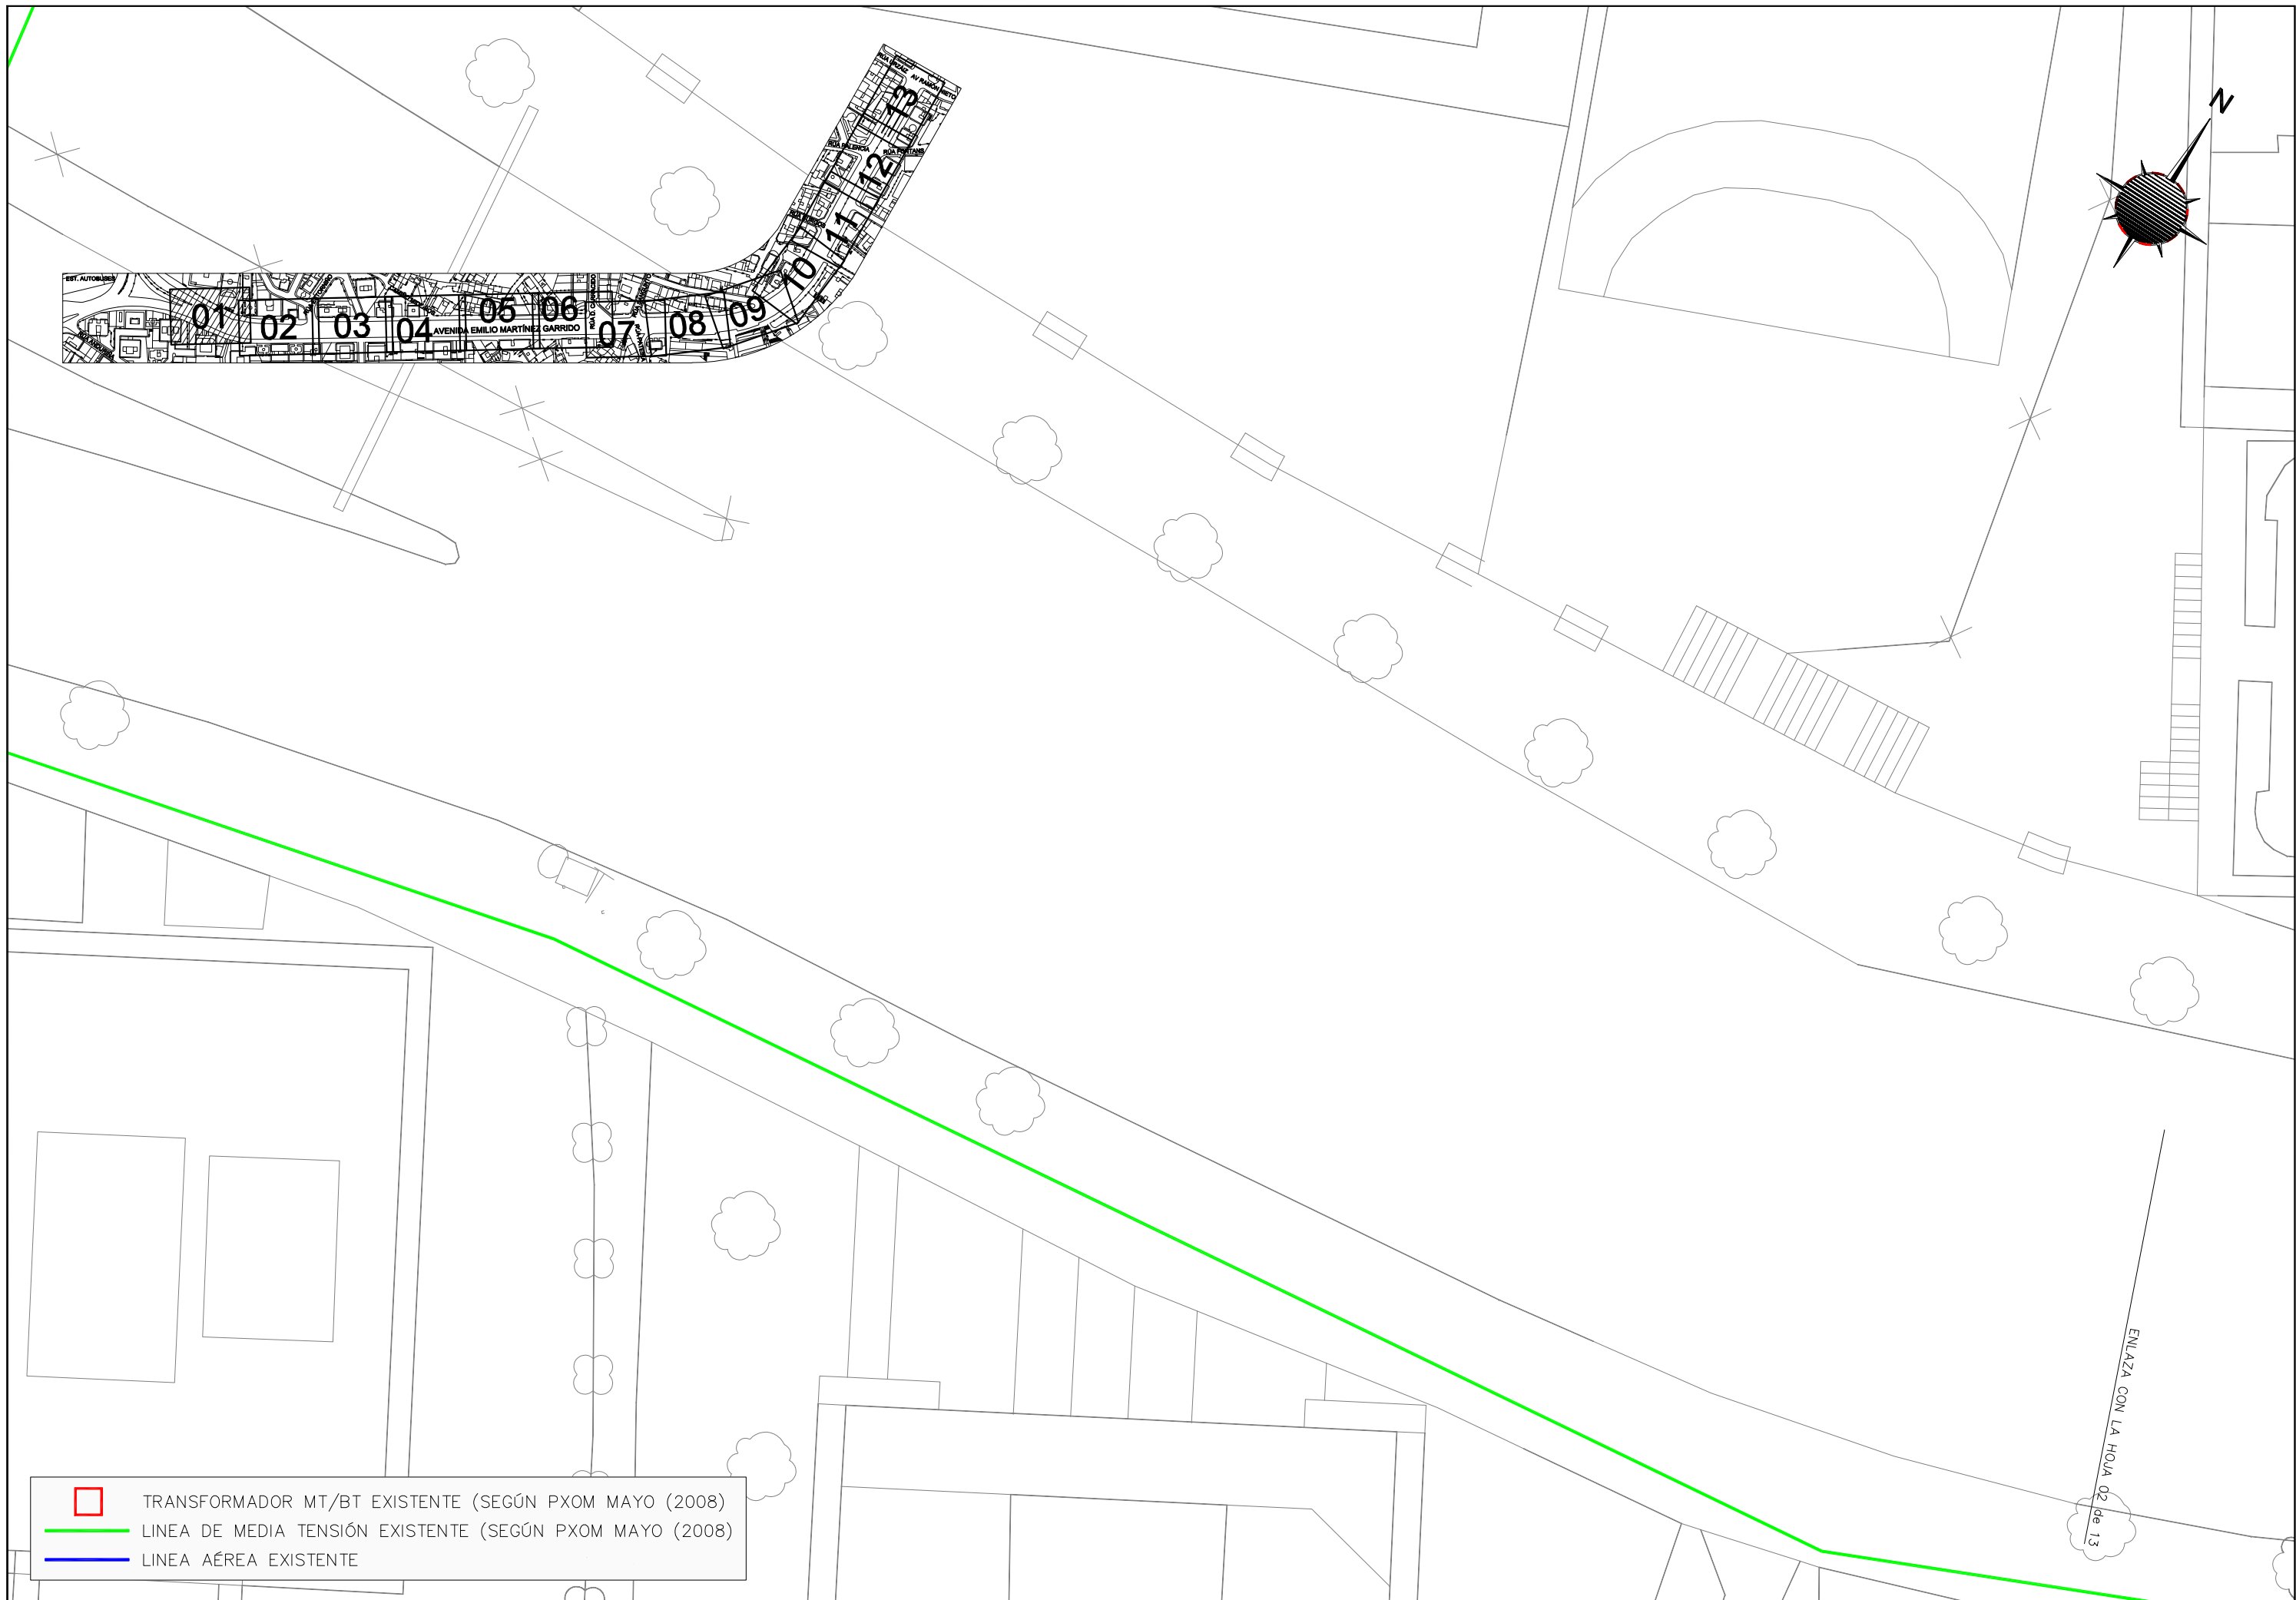 N
RÚA URZAIZ
AV RAMÓN NIETO
13
RÚA PALENCIA
12
11
10
EST. AUTOBUSES
01
02
03
04
05
06
07
08
09
AVENIDA EMILIO MARTÍNEZ GARRIDO
ENLAZA CON LA HOJA 02 de 13
TRANSFORMADOR MT/BT EXISTENTE (SEGÚN PXOM MAYO (2008)
LINEA DE MEDIA TENSIÓN EXISTENTE (SEGÚN PXOM MAYO (2008)
LINEA AÉREA EXISTENTE